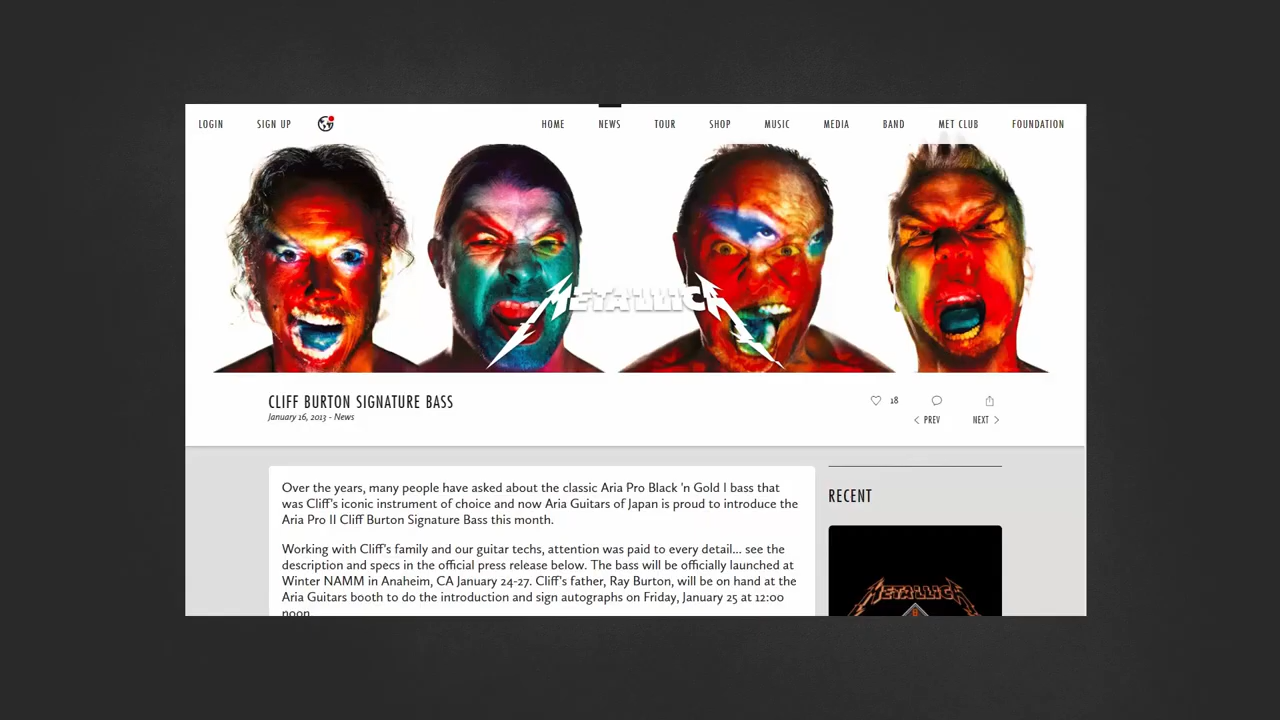 LOGIN SIGN UP HOME NEWS TOUR SHOP MUSIC MEDIA BAND MET CLUB FOUNDATION
METALLICA
CLIFF BURTON SIGNATURE BASS
January 16, 2013 - News
18
PREV NEXT
Over the years, many people have asked about the classic Aria Pro Black 'n Gold I bass that
was Cliff's iconic instrument of choice and now Aria Guitars of Japan is proud to introduce the
Aria Pro II Cliff Burton Signature Bass this month.
Working with Cliff's family and our guitar techs, attention was paid to every detail... see the
description and specs in the official press release below. The bass will be officially launched at
Winter NAMM in Anaheim, CA January 24-27. Cliff's father, Ray Burton, will be on hand at the
Aria Guitars booth to do the introduction and sign autographs on Friday, January 25 at 12:00
noon
RECENT
METALLICA